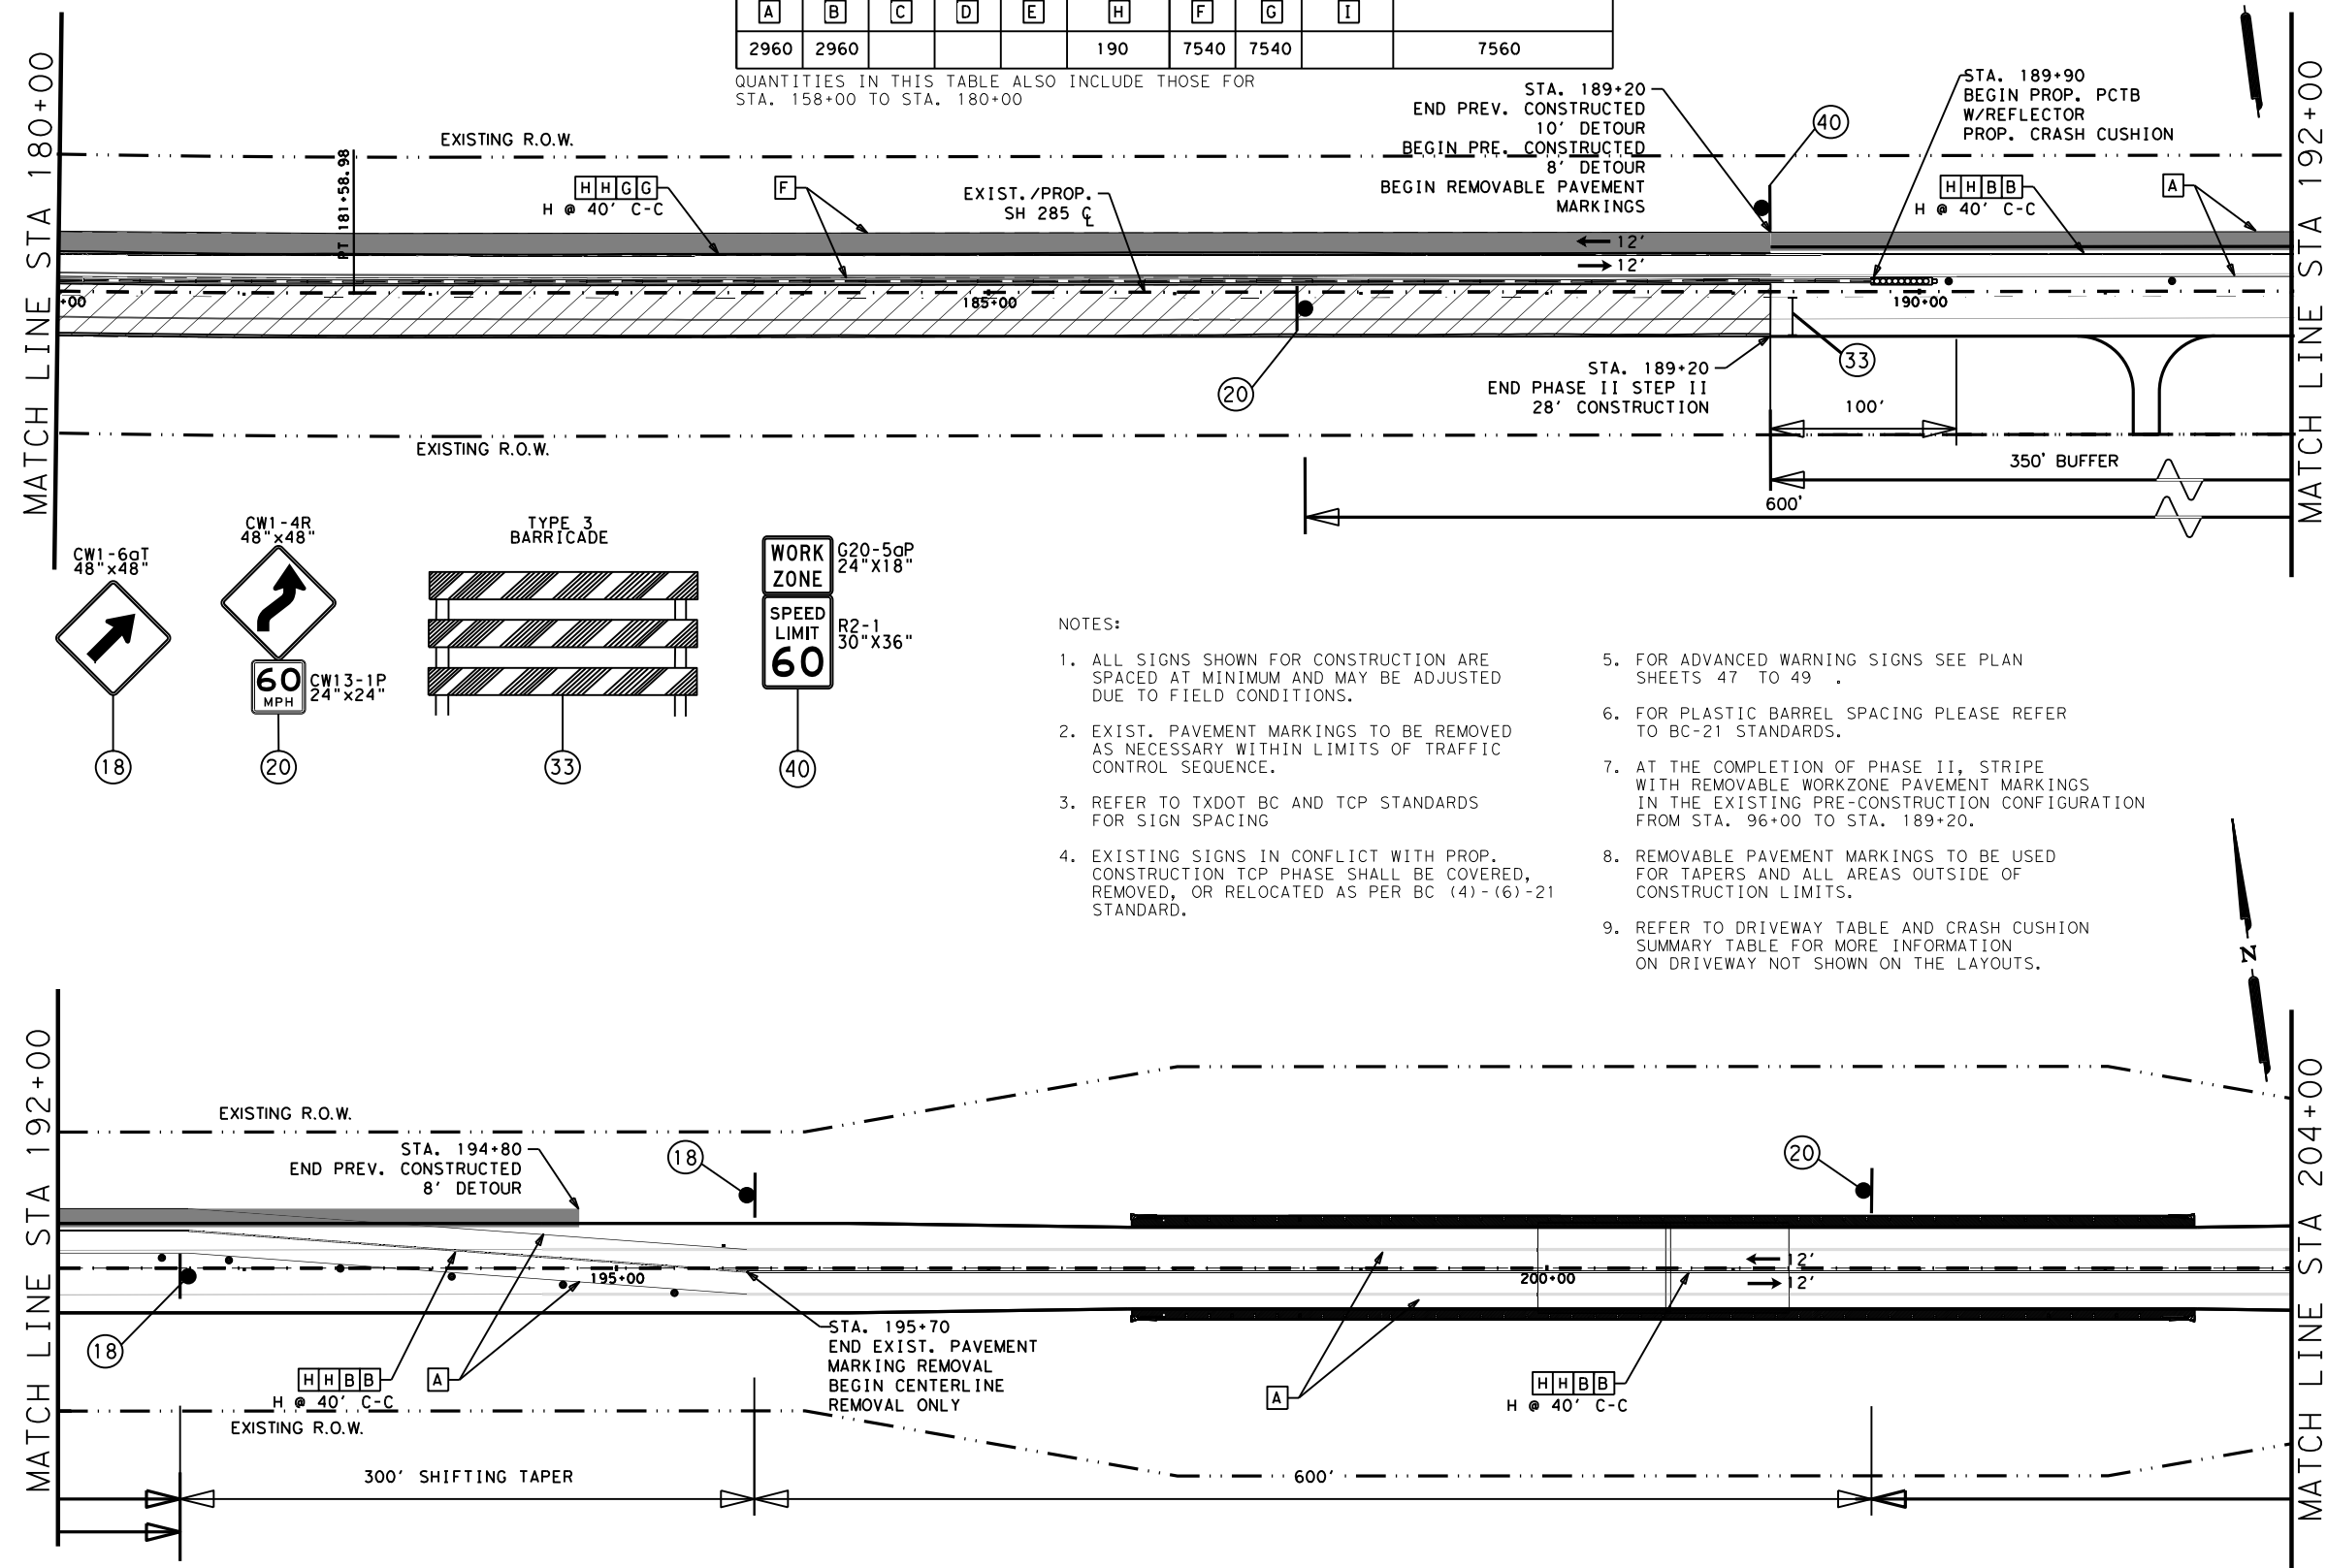 A B C D E H F G I
2960 2960 190 7540 7540 7560
QUANTITIES IN THIS TABLE ALSO INCLUDE THOSE FOR
STA. 158+00 TO STA. 180+00
MATCH LINE STA 180+00
EXISTING R.O.W.
PT 181+58.98
H H G G
H @ 40' C-C
F
EXIST./PROP.
SH 285 ℄
STA. 189+20
END PREV. CONSTRUCTED
10' DETOUR
BEGIN PRE. CONSTRUCTED
8' DETOUR
BEGIN REMOVABLE PAVEMENT
MARKINGS
40
STA. 189+90
BEGIN PROP. PCTB
W/REFLECTOR
PROP. CRASH CUSHION
H H B B
H @ 40' C-C
A
MATCH LINE STA 192+00
12'
12'
+00
185+00
190+00
20
STA. 189+20
END PHASE II STEP II
28' CONSTRUCTION
33
100'
EXISTING R.O.W.
350' BUFFER
600'
CW1-6aT
48"x48"
18
CW1-4R
48"x48"
60
MPH
CW13-1P
24"x24"
20
TYPE 3
BARRICADE
33
WORK
ZONE
G20-5aP
24"X18"
SPEED
LIMIT
60
R2-1
30"X36"
40
NOTES:
1. ALL SIGNS SHOWN FOR CONSTRUCTION ARE
SPACED AT MINIMUM AND MAY BE ADJUSTED
DUE TO FIELD CONDITIONS.
2. EXIST. PAVEMENT MARKINGS TO BE REMOVED
AS NECESSARY WITHIN LIMITS OF TRAFFIC
CONTROL SEQUENCE.
3. REFER TO TXDOT BC AND TCP STANDARDS
FOR SIGN SPACING
4. EXISTING SIGNS IN CONFLICT WITH PROP.
CONSTRUCTION TCP PHASE SHALL BE COVERED,
REMOVED, OR RELOCATED AS PER BC (4)-(6)-21
STANDARD.
5. FOR ADVANCED WARNING SIGNS SEE PLAN
SHEETS 47 TO 49 .
6. FOR PLASTIC BARREL SPACING PLEASE REFER
TO BC-21 STANDARDS.
7. AT THE COMPLETION OF PHASE II, STRIPE
WITH REMOVABLE WORKZONE PAVEMENT MARKINGS
IN THE EXISTING PRE-CONSTRUCTION CONFIGURATION
FROM STA. 96+00 TO STA. 189+20.
8. REMOVABLE PAVEMENT MARKINGS TO BE USED
FOR TAPERS AND ALL AREAS OUTSIDE OF
CONSTRUCTION LIMITS.
9. REFER TO DRIVEWAY TABLE AND CRASH CUSHION
SUMMARY TABLE FOR MORE INFORMATION
ON DRIVEWAY NOT SHOWN ON THE LAYOUTS.
N
MATCH LINE STA 192+00
EXISTING R.O.W.
STA. 194+80
END PREV. CONSTRUCTED
8' DETOUR
18
20
MATCH LINE STA 204+00
195+00
200+00
12'
12'
18
H H B B
H @ 40' C-C
A
EXISTING R.O.W.
STA. 195+70
END EXIST. PAVEMENT
MARKING REMOVAL
BEGIN CENTERLINE
REMOVAL ONLY
A
H H B B
H @ 40' C-C
300' SHIFTING TAPER
600'